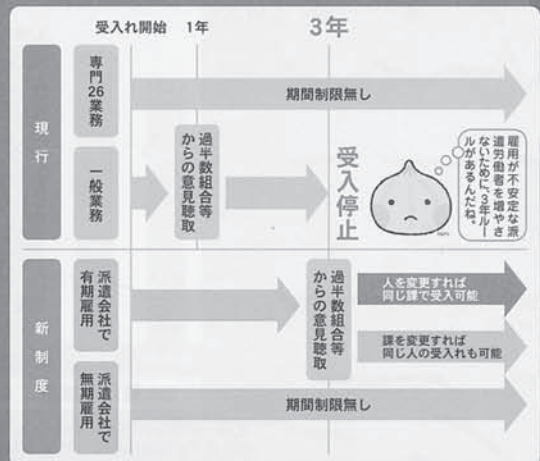 受入れ開始
1年
3年
現行
専門26業務
期間制限無し
一般業務
過半数組合等
からの意見聴取
受入停止
雇用が不安定な派
遣労働者を増やさ
ないために、3年ルー
ルがあるんだね。
新制度
派遣会社で
有期雇用
過半数組合等
からの意見聴取
人を変更すれば
同じ課で受入可能
課を変更すれば
同じ人の受入れも可能
派遣会社で
無期雇用
期間制限無し